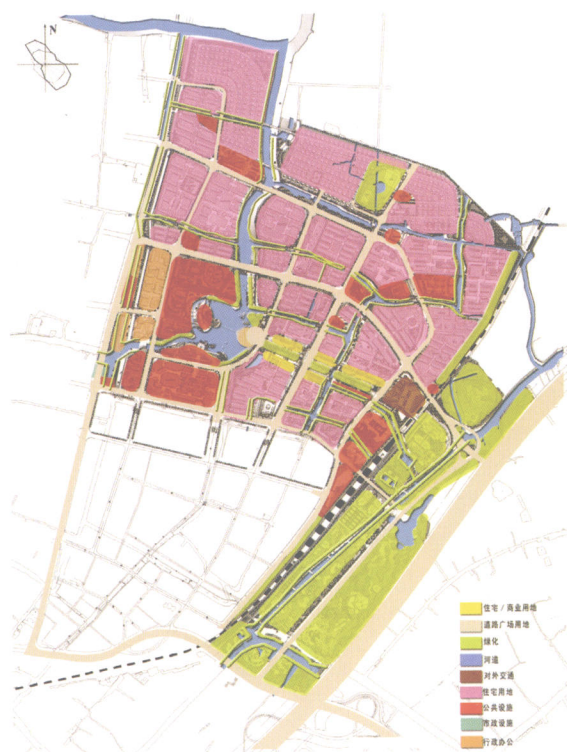 N
住宅/商业用地
道路广场用地
绿化
河道
对外交通
住宅用地
公共设施
市政设施
行政办公